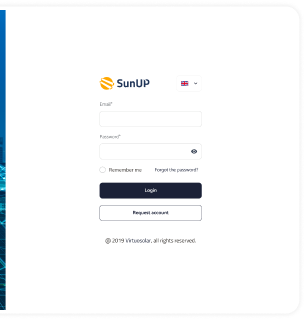 SunUP
Email*
Password*
Remember me Forgot the password?
Login
Request account
@ 2019 Virtuosolar, all rights reserved.